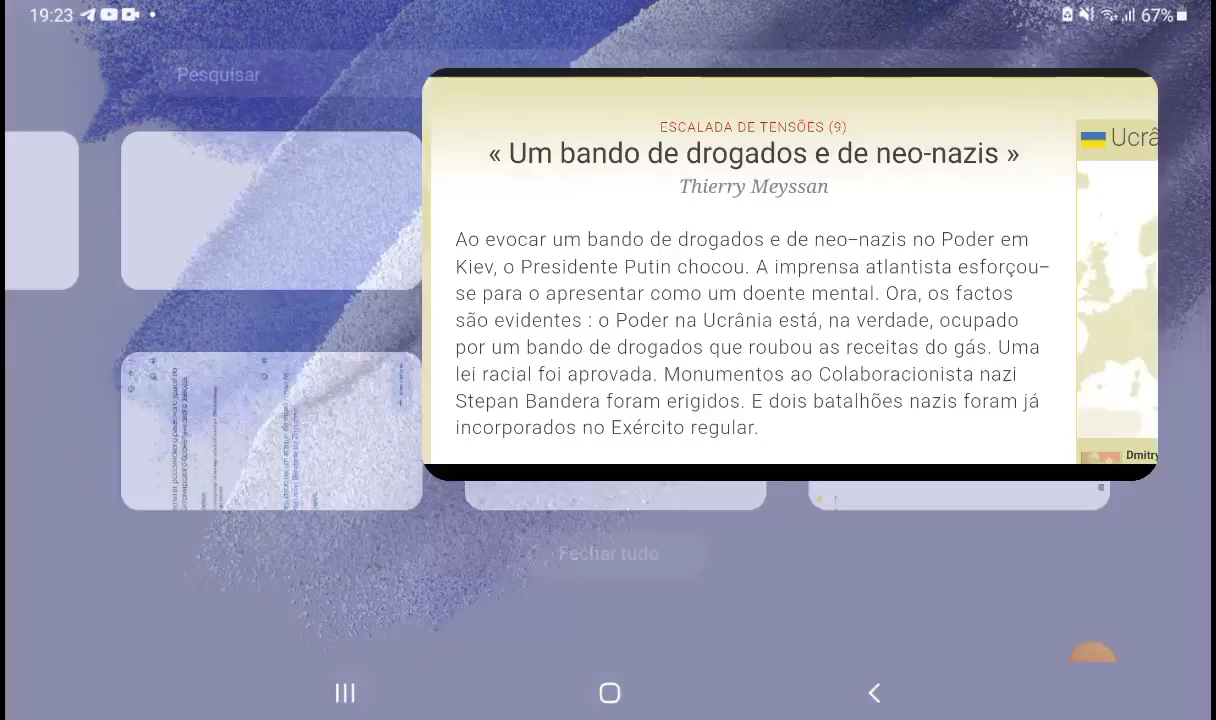 19:23
67%
Pesquisar
ESCALADA DE TENSÕES (9)
« Um bando de drogados e de neo-nazis »
Thierry Meyssan
Ao evocar um bando de drogados e de neo–nazis no Poder em
Kiev, o Presidente Putin chocou. A imprensa atlantista esforçou–
se para o apresentar como um doente mental. Ora, os factos
são evidentes : o Poder na Ucrânia está, na verdade, ocupado
por um bando de drogados que roubou as receitas do gás. Uma
lei racial foi aprovada. Monumentos ao Colaboracionista nazi
Stepan Bandera foram erigidos. E dois batalhões nazis foram já
incorporados no Exército regular.
Ucrâ
Dmitry
Fechar tudo